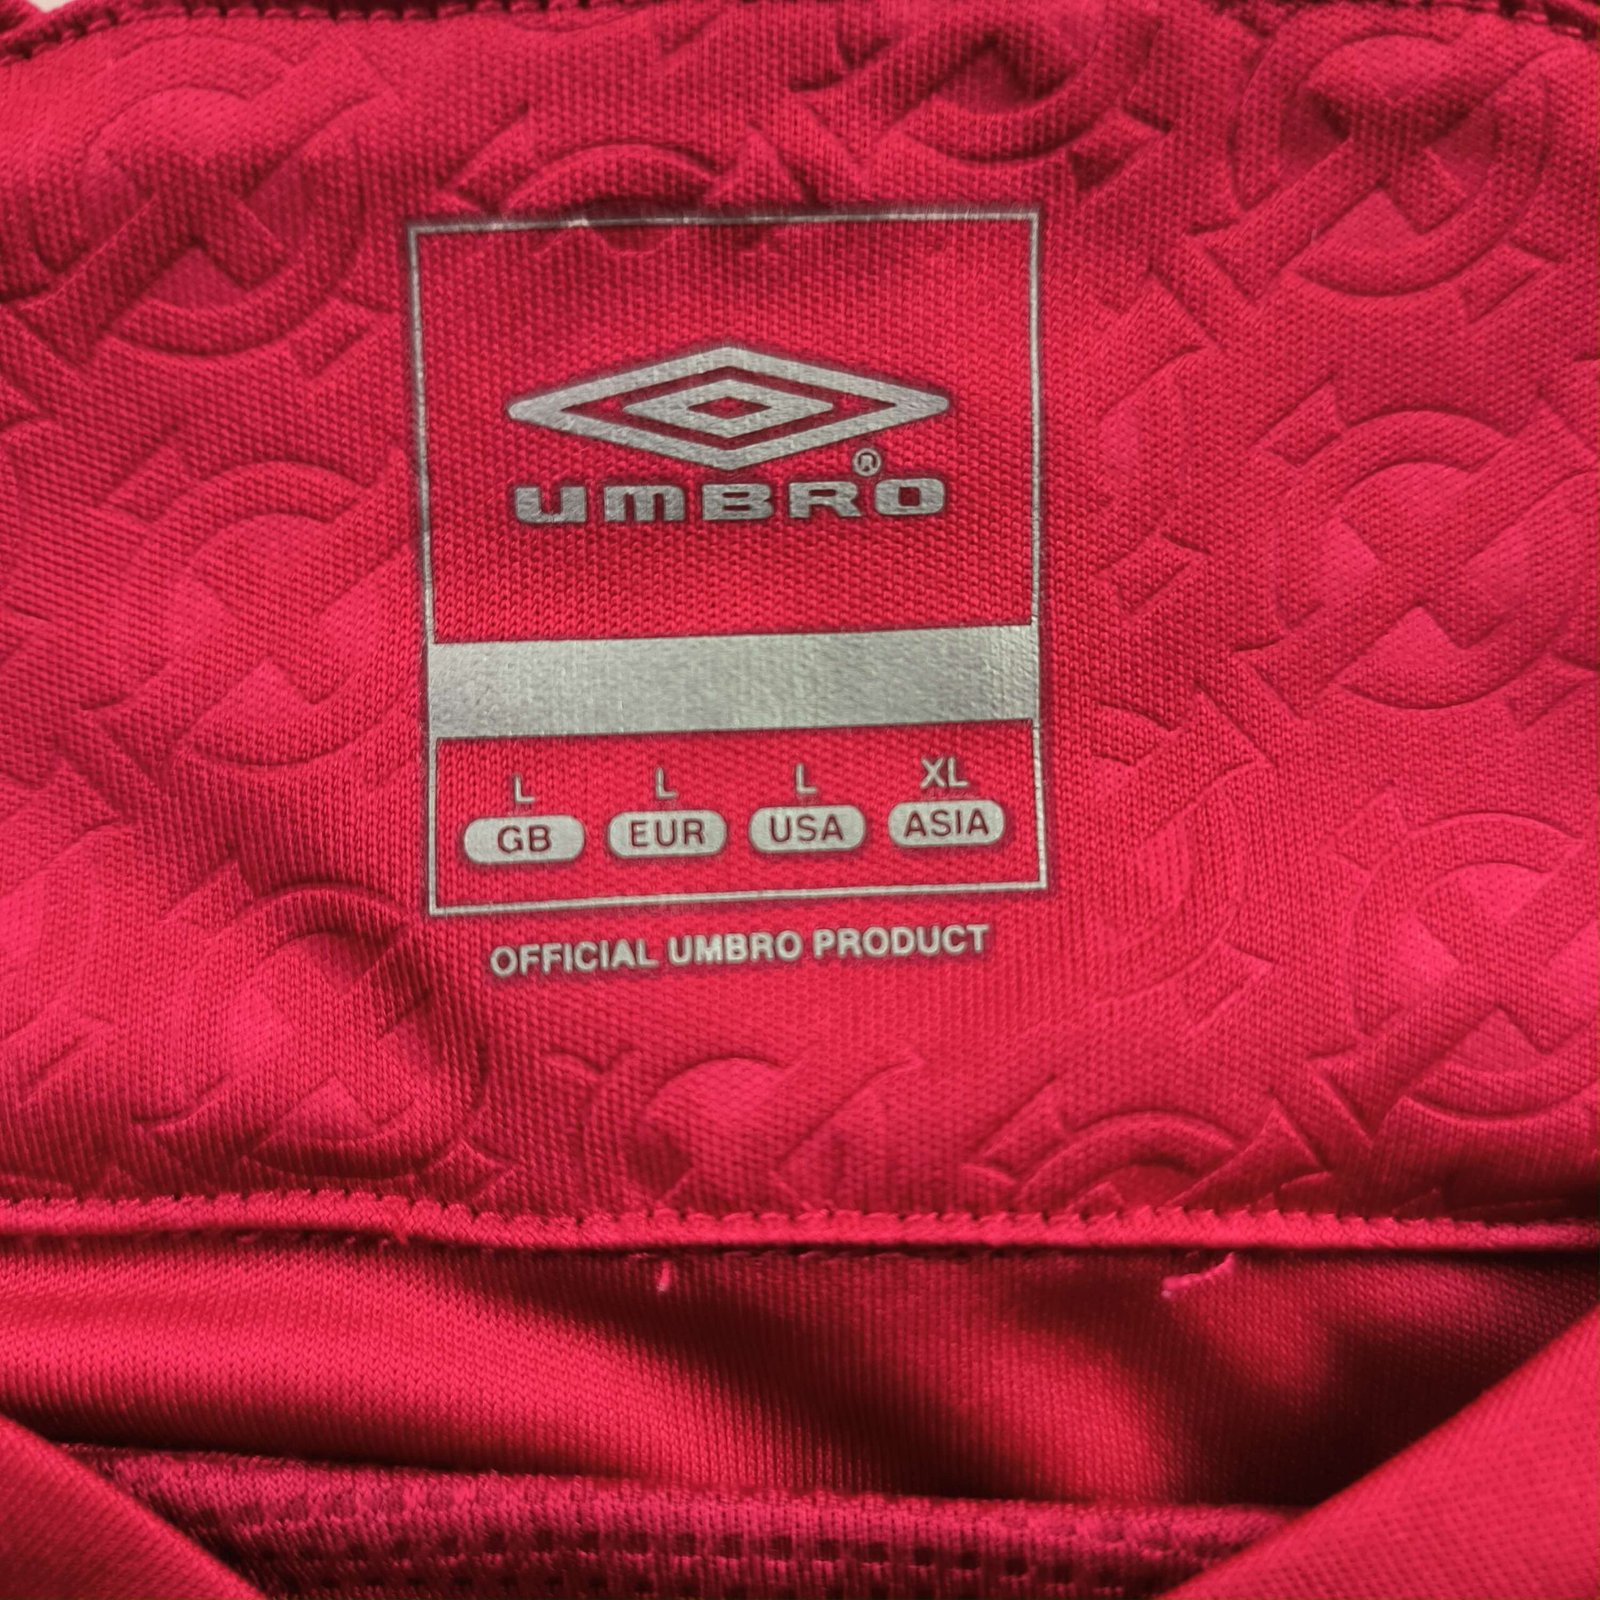 UMBRO®
L L L XL
GB EUR USA ASIA
OFFICIAL UMBRO PRODUCT